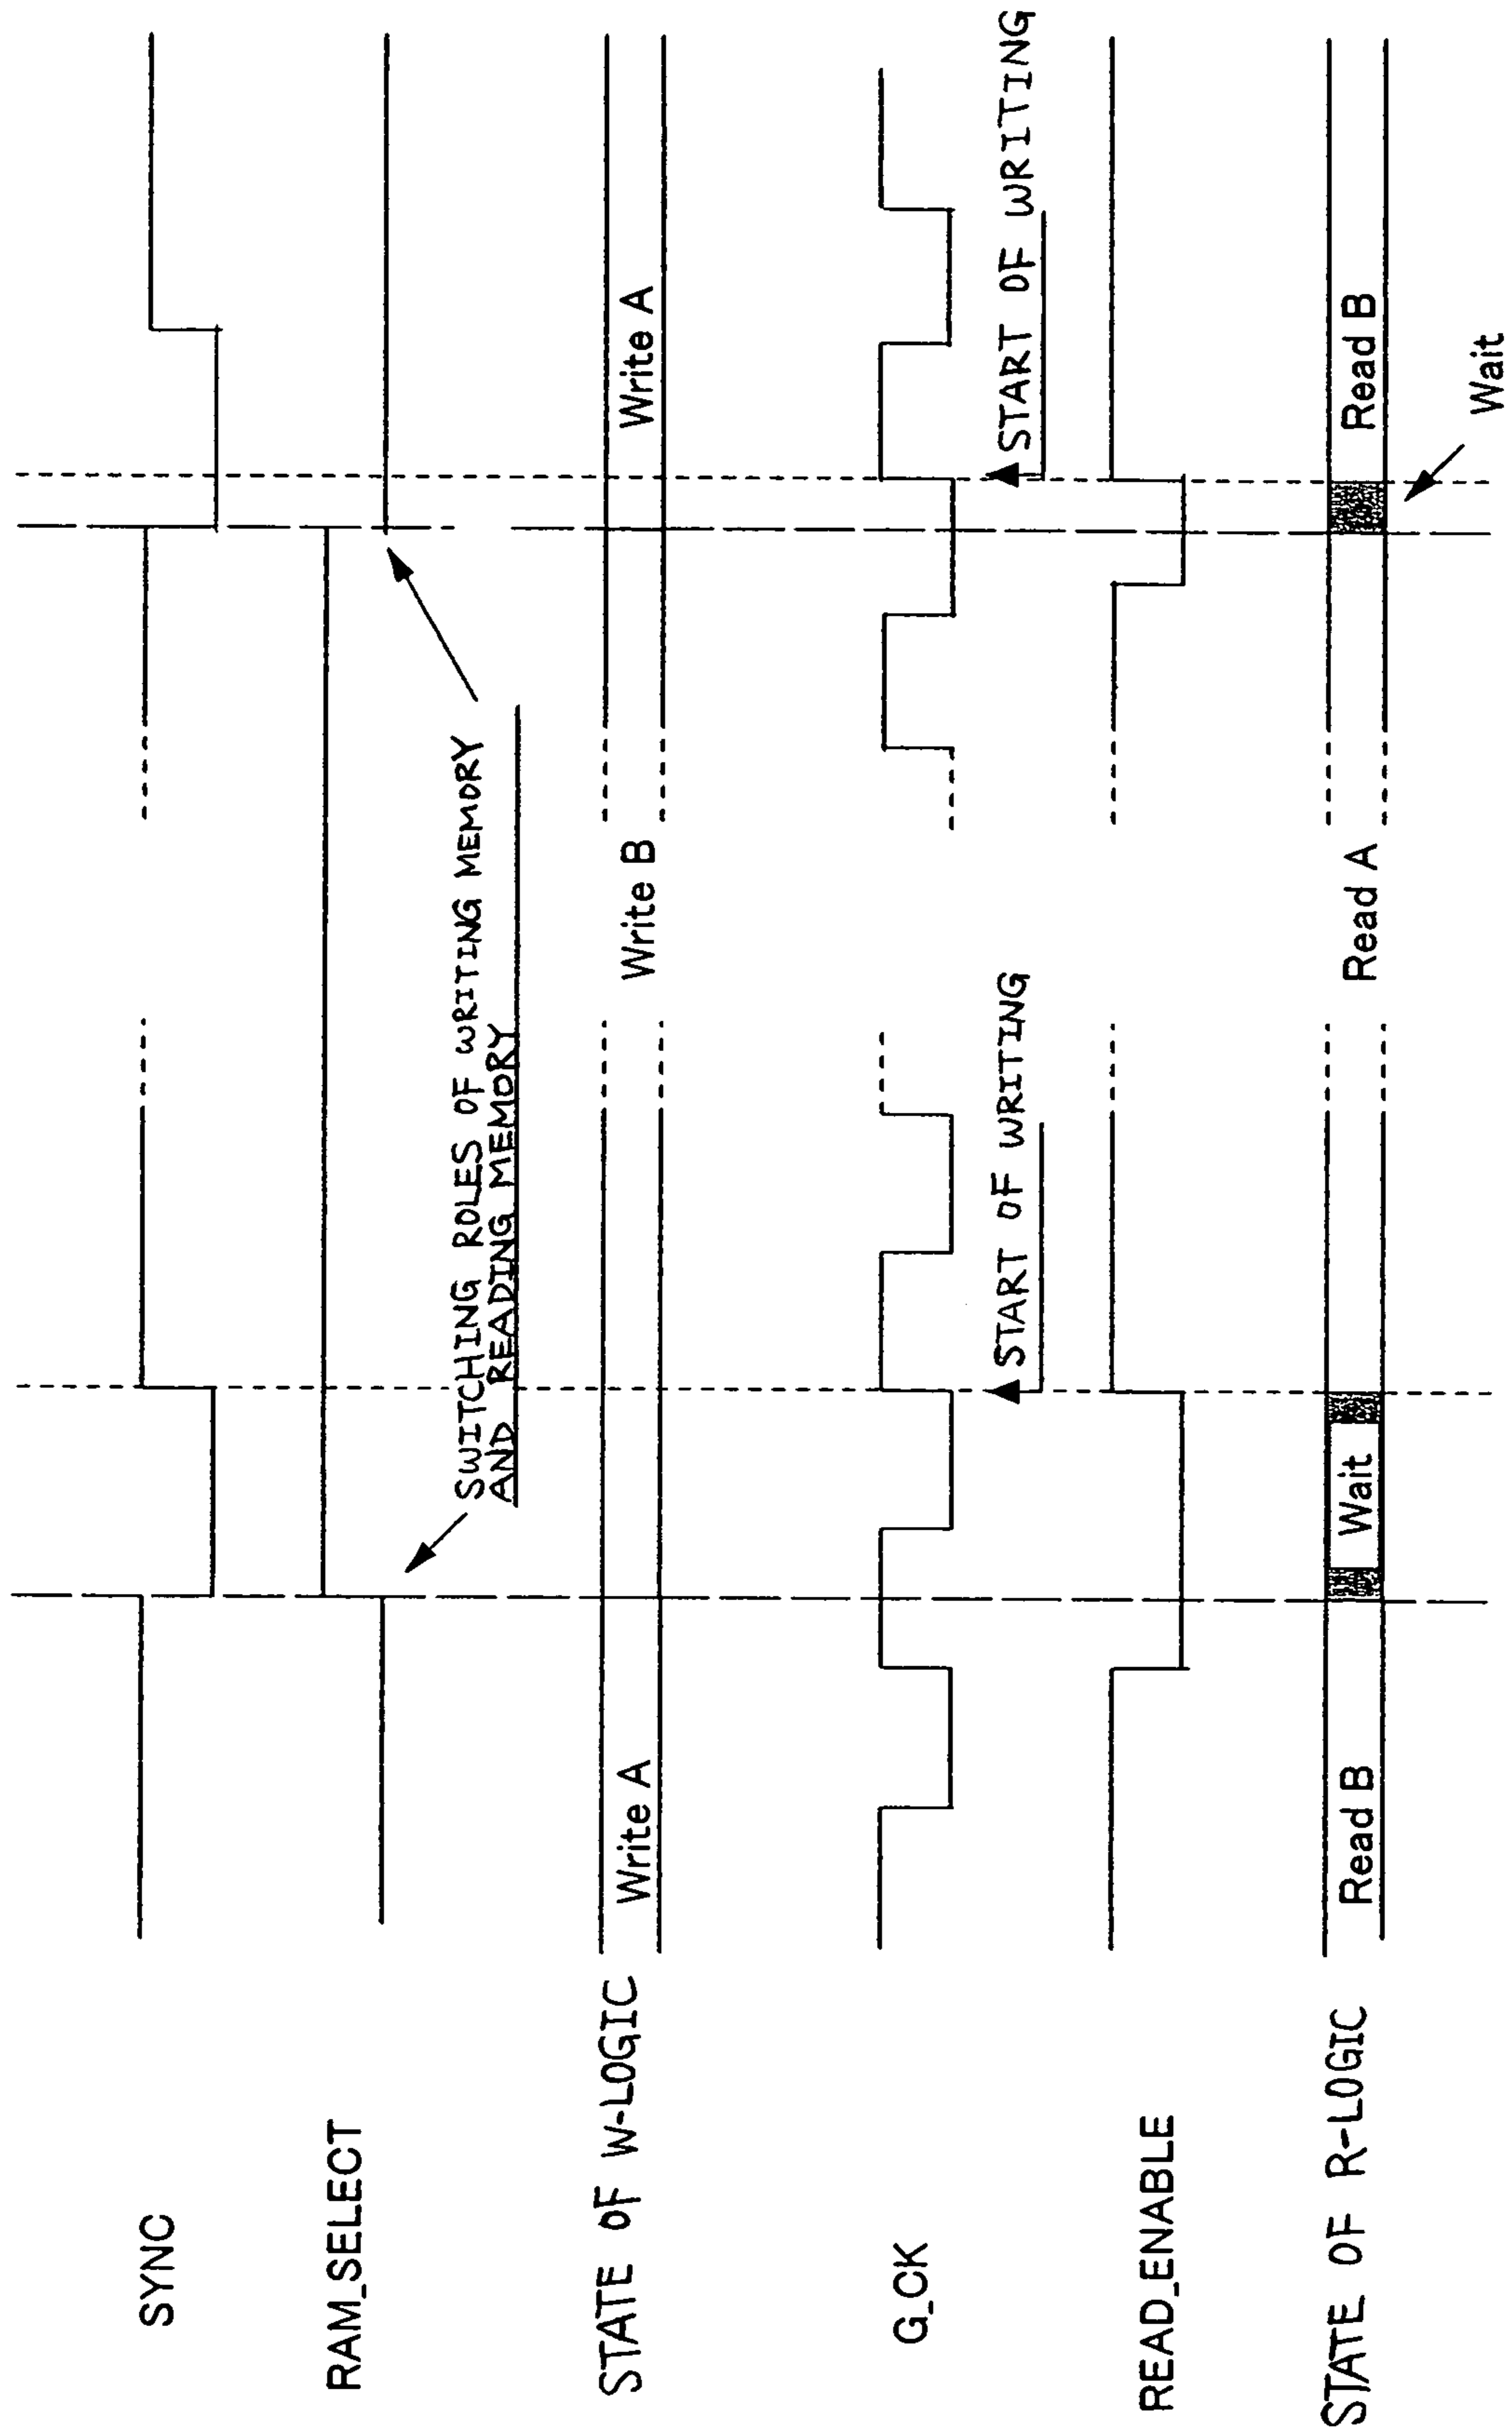 SYNC
RAM_SELECT
SWITCHING ROLES OF WRITING MEMORY
AND READING MEMORY
STATE OF W-LOGIC
Write A
Write B
Write A
G_CK
START OF WRITING
START OF WRITING
READ_ENABLE
STATE OF R-LOGIC
Read B
Wait
Read A
Read B
Wait